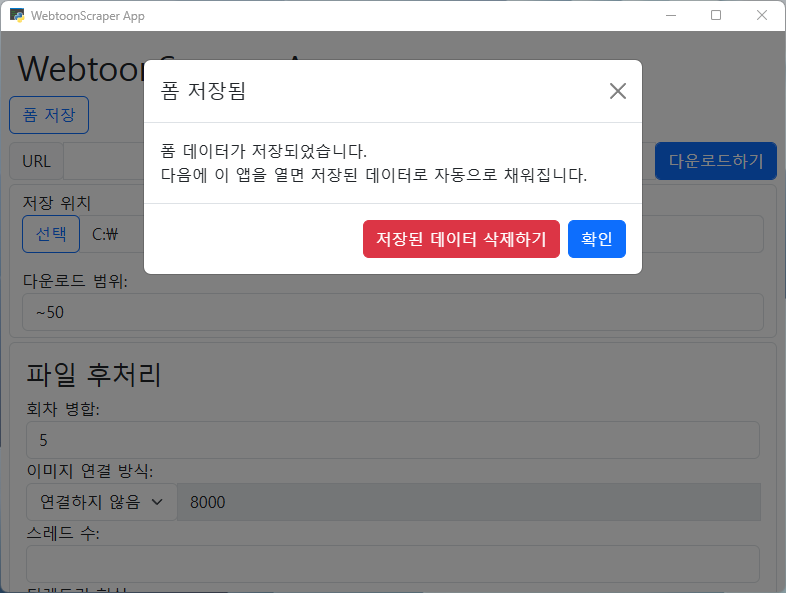 WebtoonScraper App
Webtoon
폼 저장됨
폼 저장
폼 데이터가 저장되었습니다.
다음에 이 앱을 열면 저장된 데이터로 자동으로 채워집니다.
저장된 데이터 삭제하기
확인
URL
다운로드하기
저장 위치
선택
C:₩
다운로드 범위:
~50
파일 후처리
회차 병합:
5
이미지 연결 방식:
연결하지 않음
8000
스레드 수: